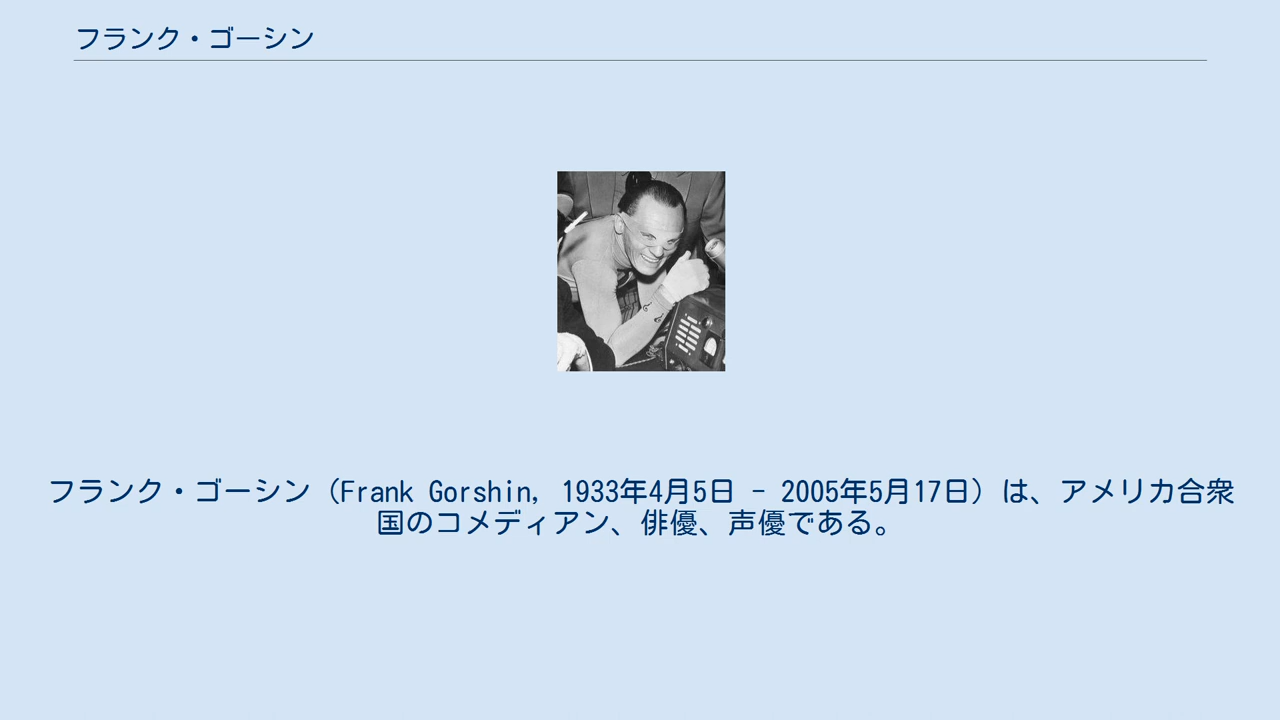 フランク・ゴーシン
フランク・ゴーシン（Frank Gorshin, 1933年4月5日 - 2005年5月17日）は、アメリカ合衆
国のコメディアン、俳優、声優である。